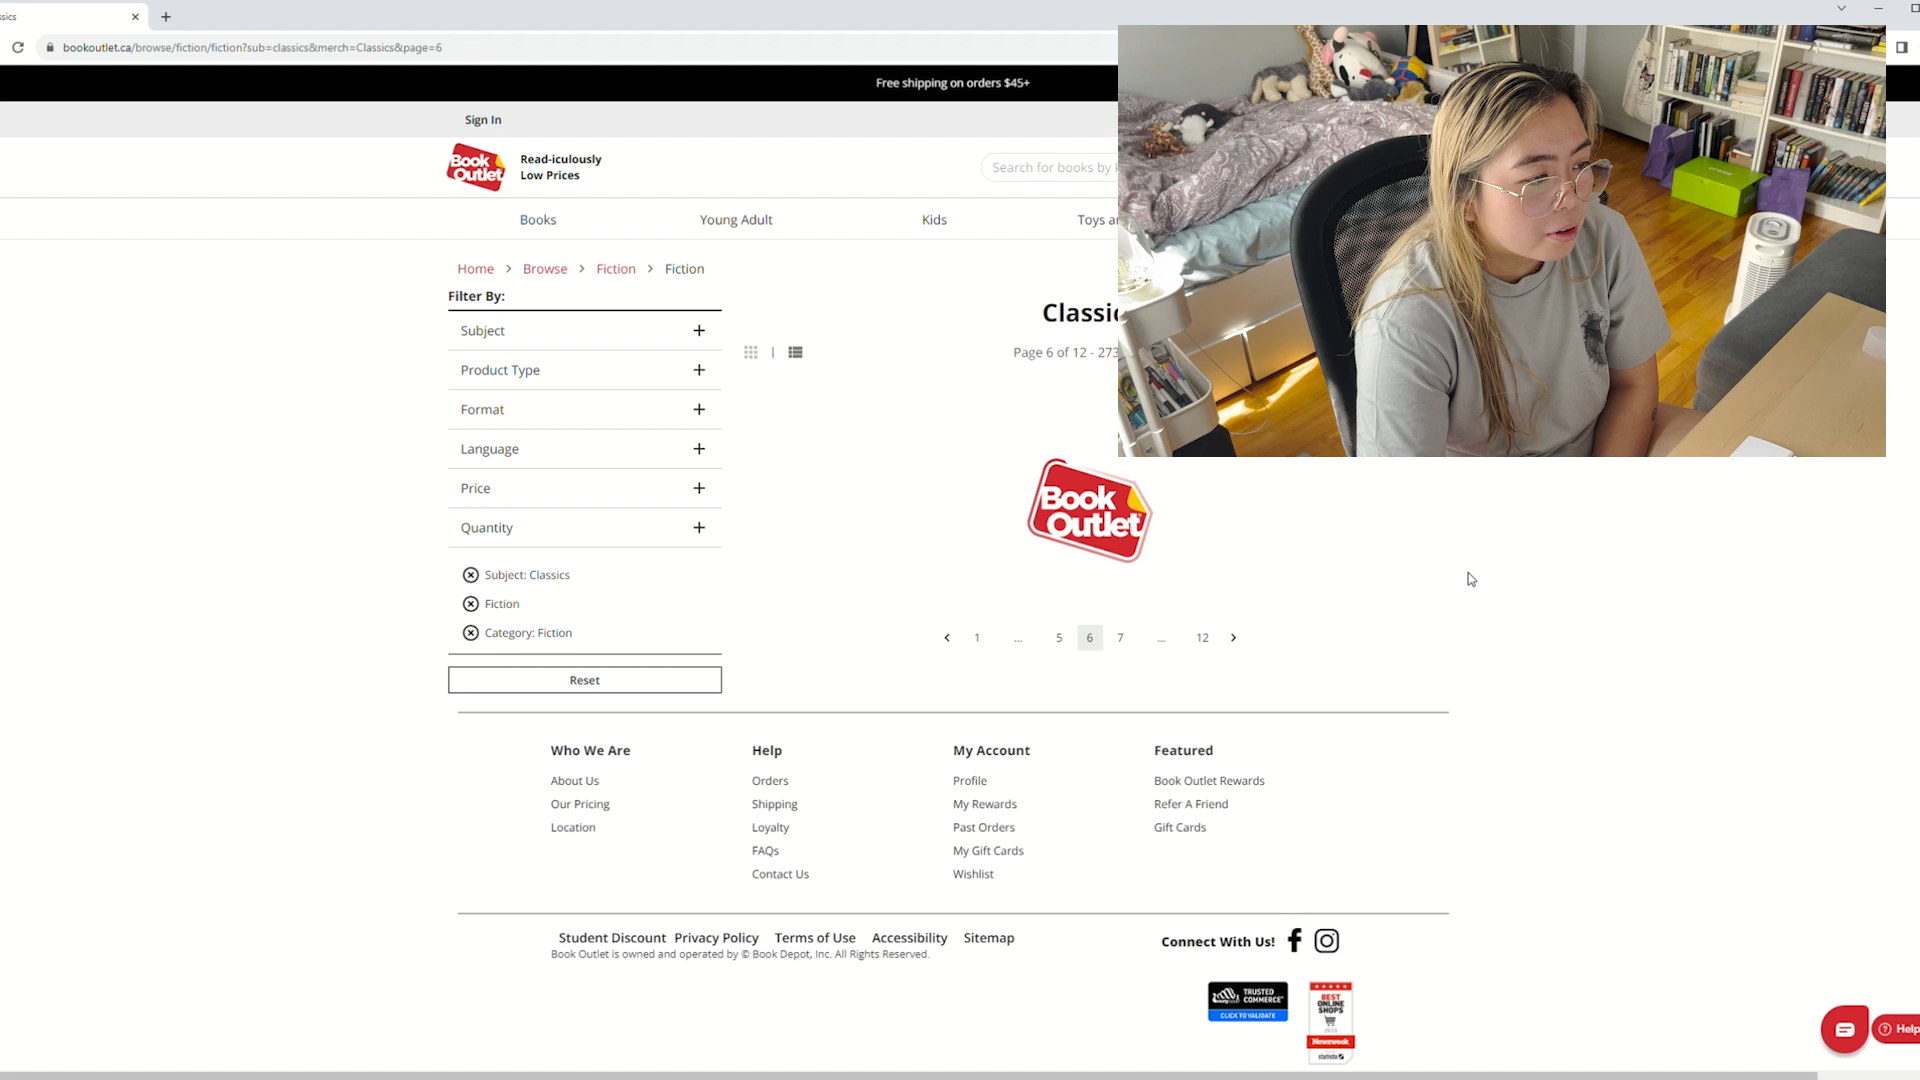 sics
bookoutlet.ca/browse/fiction/fiction?sub=classics&merch=Classics&page=6
Free shipping on orders $45+
Sign In
Book Outlet
Read-iculously
Low Prices
Search for books by
Books Young Adult Kids Toys
Home > Browse > Fiction > Fiction
Filter By:
Classic
Subject +
Page 6 of 12 - 273
Product Type +
Format +
Language +
Price +
Quantity +
Book
Outlet
Subject: Classics
Fiction
Category: Fiction
< 1 ... 5 6 7 ... 12 >
Reset
Who We Are
About Us
Our Pricing
Location
Help
Orders
Shipping
Loyalty
FAQs
Contact Us
My Account
Profile
My Rewards
Past Orders
My Gift Cards
Wishlist
Featured
Book Outlet Rewards
Refer A Friend
Gift Cards
Student Discount Privacy Policy Terms of Use Accessibility Sitemap
Book Outlet is owned and operated by © Book Depot, Inc. All Rights Reserved.
Connect With Us!
TRUSTED
COMMERCE
CLICK TO VALIDATE
BEST
ONLINE
SHOPS
Newsweek
statista
Help